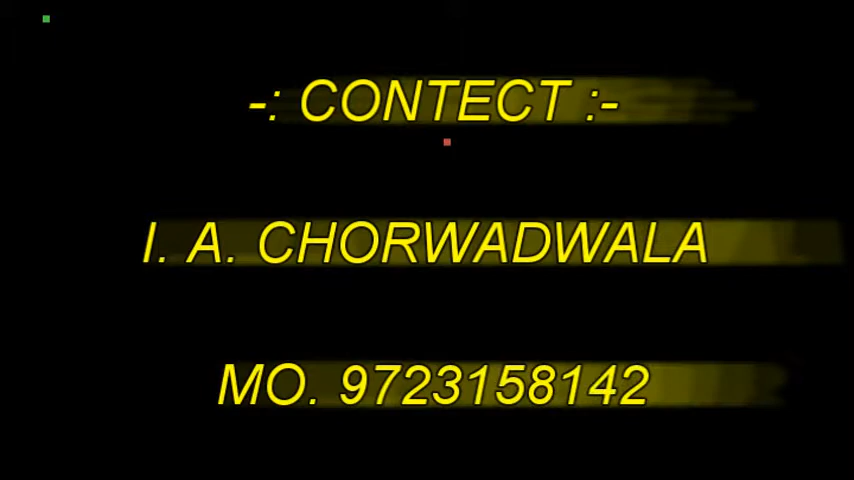 -: CONTECT :-
I. A. CHORWADWALA
MO. 9723158142